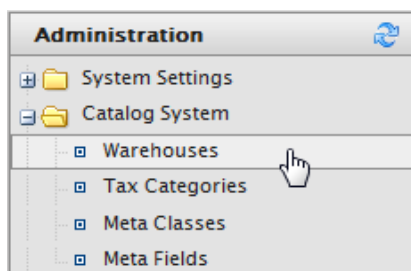 Administration
System Settings
Catalog System
Warehouses
Tax Categories
Meta Classes
Meta Fields